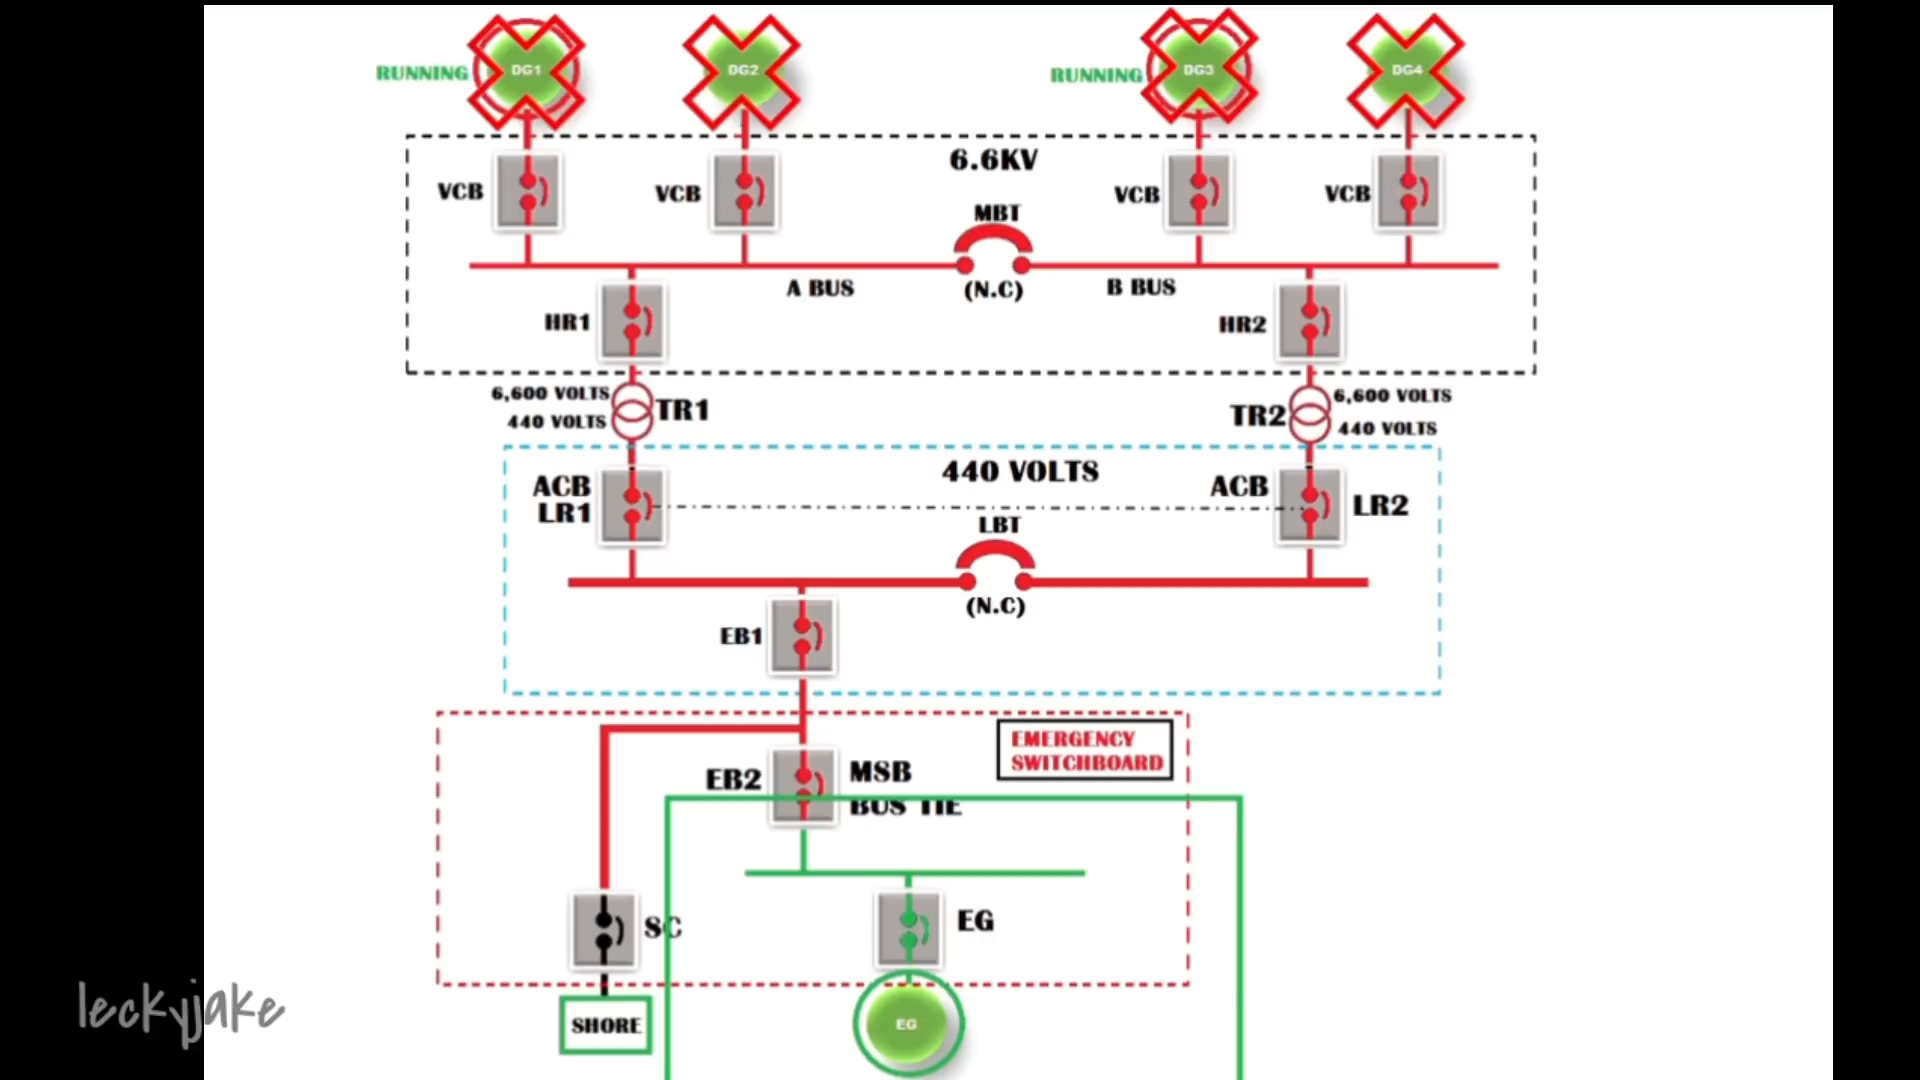 RUNNING
DG1
DG2
RUNNING
DG3
DG4
6.6KV
VCB
VCB
VCB
VCB
MBT
A BUS
(N.C)
B BUS
HR1
HR2
6,600 VOLTS
440 VOLTS
TR1
TR2
6,600 VOLTS
440 VOLTS
440 VOLTS
ACB
LR1
ACB
LR2
LBT
(N.C)
EB1
EMERGENCY
SWITCHBOARD
EB2
MSB
BUS TIE
SC
EG
SHORE
EG
leckyjake